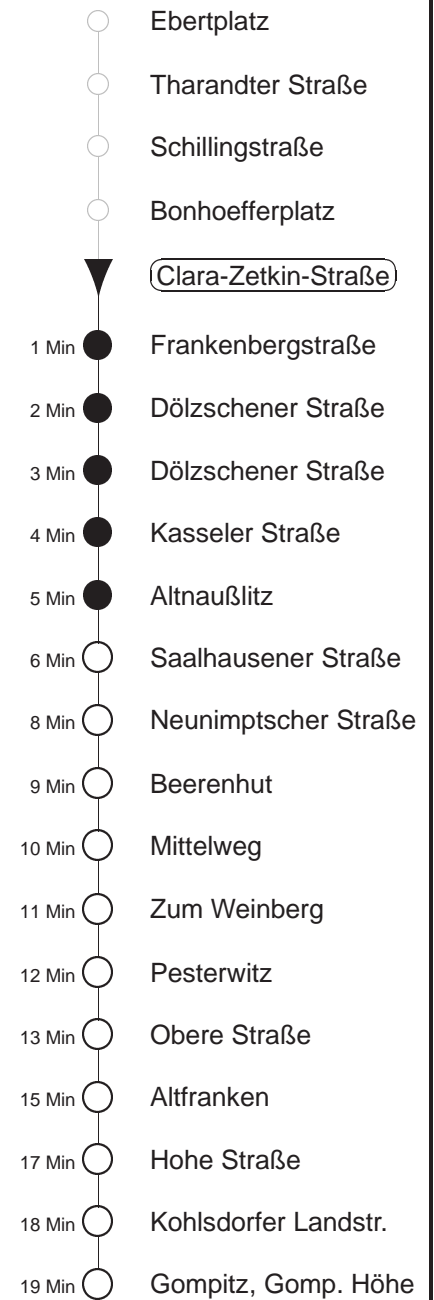 Ebertplatz
Tharandter Straße
Schillingstraße
Bonhoefferplatz
Clara-Zetkin-Straße
1 Min Frankenbergstraße
2 Min Dölzschener Straße
3 Min Dölzschener Straße
4 Min Kasseler Straße
5 Min Altnaußlitz
6 Min Saalhausener Straße
8 Min Neunimptscher Straße
9 Min Beerenhut
10 Min Mittelweg
11 Min Zum Weinberg
12 Min Pesterwitz
13 Min Obere Straße
15 Min Altfranken
17 Min Hohe Straße
18 Min Kohlsdorfer Landstr.
19 Min Gompitz, Gomp. Höhe